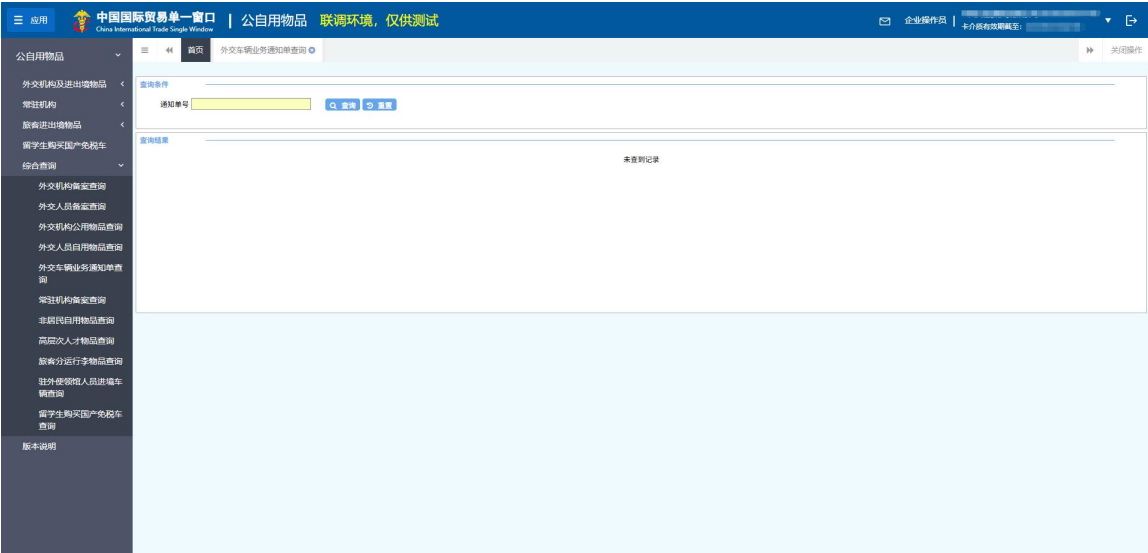 应用
中国国际贸易单一窗口
China International Trade Single Window
公自用物品 联调环境，仅供测试
企业操作员
卡介质有效期截至：
公自用物品
首页
外交车辆业务通知单查询
关闭操作
外交机构及进出境物品
常驻机构
旅客进出境物品
留学生购买国产免税车
综合查询
外交机构备案查询
外交人员备案查询
外交机构公用物品查询
外交人员自用物品查询
外交车辆业务通知单查
询
常驻机构备案查询
非居民自用物品查询
高层次人才物品查询
旅客分运行李物品查询
驻外使领馆人员进境车
辆查询
留学生购买国产免税车
查询
版本说明
查询条件
通知单号
查询
重置
查询结果
未查到记录